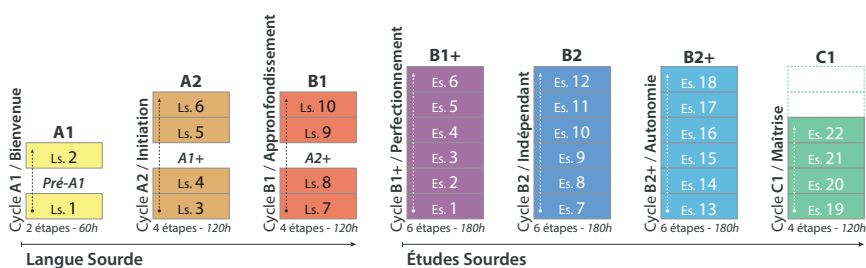 Cycle A1 / Bienvenue
A1
Ls. 2
Pré-A1
Ls. 1
2 étapes - 60h
Cycle A2 / Initiation
A2
Ls. 6
Ls. 5
A1+
Ls. 4
Ls. 3
4 étapes - 120h
Cycle B1 / Appronfondissement
B1
Ls. 10
Ls. 9
A2+
Ls. 8
Ls. 7
4 étapes - 120h
Langue Sourde
Cycle B1+ / Perfectionnement
B1+
Es. 6
Es. 5
Es. 4
Es. 3
Es. 2
Es. 1
6 étapes - 180h
Cycle B2 / Indépendant
B2
Es. 12
Es. 11
Es. 10
Es. 9
Es. 8
Es. 7
6 étapes - 180h
Cycle B2+ / Autonomie
B2+
Es. 18
Es. 17
Es. 16
Es. 15
Es. 14
Es. 13
6 étapes - 180h
Cycle C1 / Maîtrise
C1
Es. 22
Es. 21
Es. 20
Es. 19
4 étapes - 120h
Études Sourdes